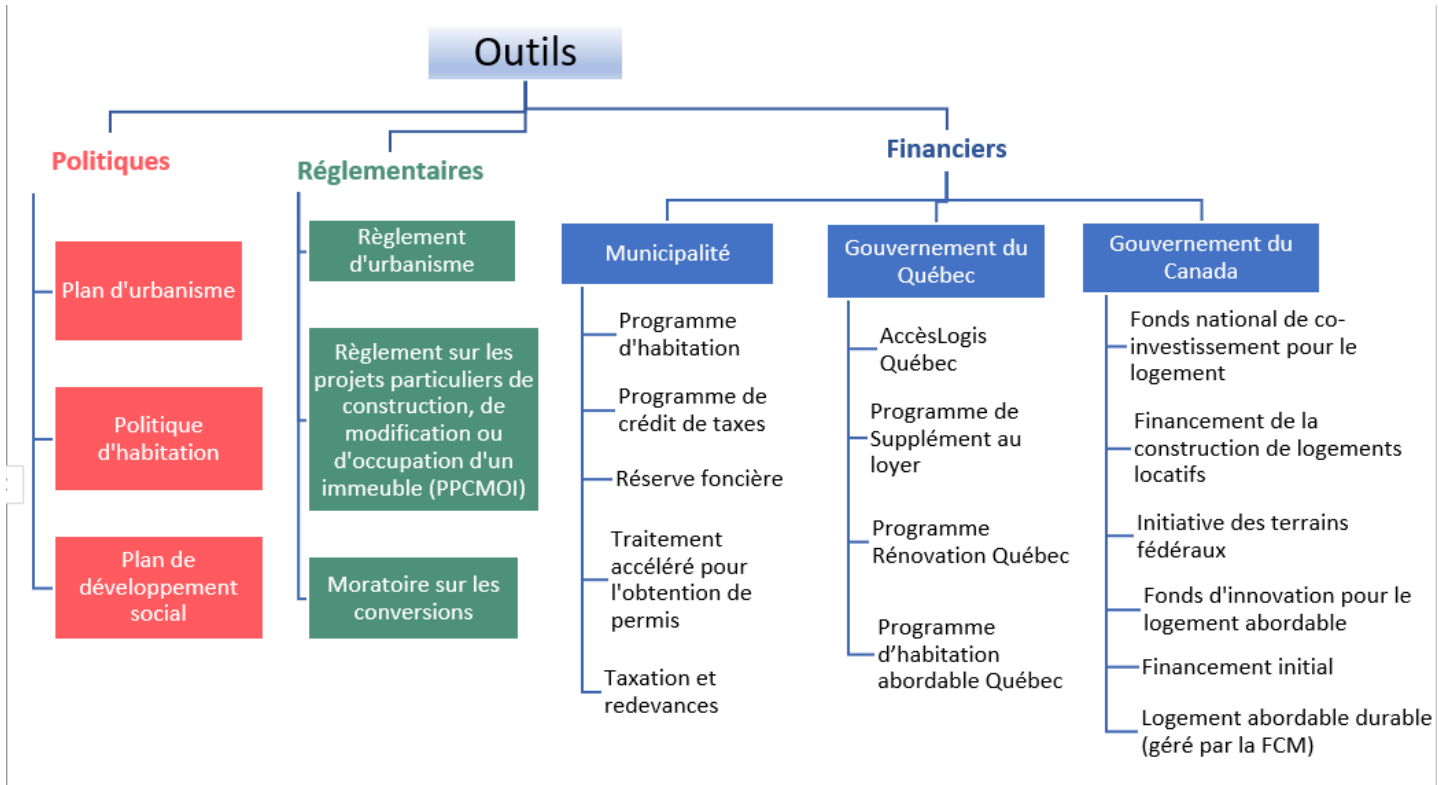 Outils
Politiques
Plan d'urbanisme
Politique
d'habitation
Plan de
développement
social
Réglementaires
Règlement
d'urbanisme
Règlement sur les
projets particuliers de
construction, de
modification ou
d'occupation d'un
immeuble (PPCMOI)
Moratoire sur les
conversions
Financiers
Municipalité
Programme
d'habitation
Programme de
crédit de taxes
Réserve foncière
Traitement
accéléré pour
l'obtention de
permis
Taxation et
redevances
Gouvernement du
Québec
AccèsLogis
Québec
Programme de
Supplément au
loyer
Programme
Rénovation Québec
Programme
d’habitation
abordable Québec
Gouvernement du
Canada
Fonds national de co-
investissement pour le
logement
Financement de la
construction de logements
locatifs
Initiative des terrains
fédéraux
Fonds d'innovation pour le
logement abordable
Financement initial
Logement abordable durable
(géré par la FCM)